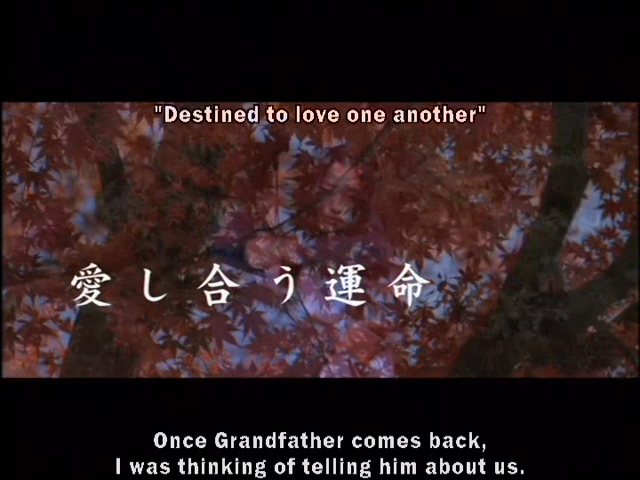 "Destined to love one another"
愛し合う運命
Once Grandfather comes back,
I was thinking of telling him about us.